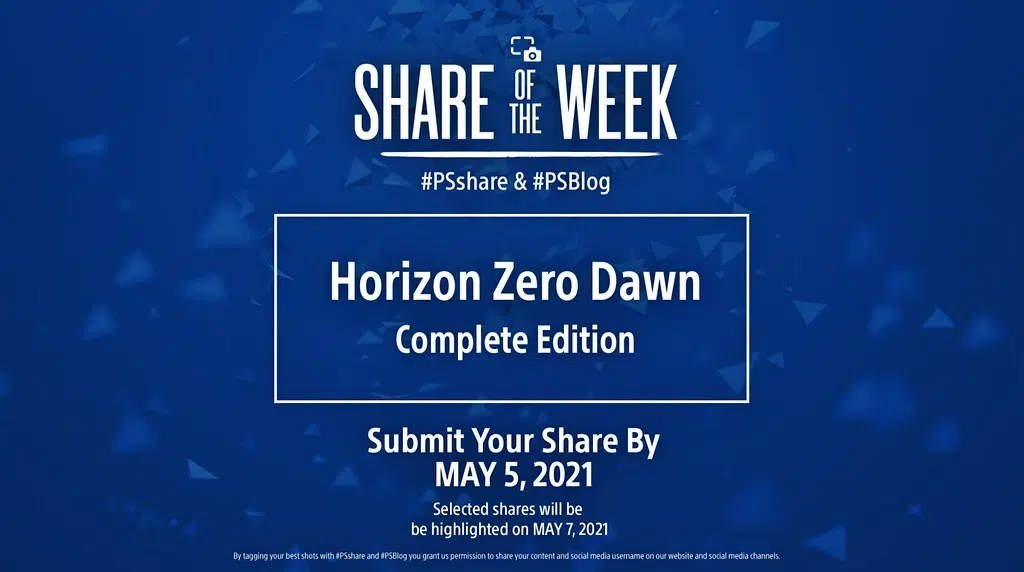 SHARE OF THE WEEK
#PSshare & #PSBlog
Horizon Zero Dawn
Complete Edition
Submit Your Share By
MAY 5, 2021
Selected shares will be
be highlighted on MAY 7, 2021
By tagging your best shots with #PSshare and #PSBlog you grant us permission to share your content and social media username on our website and social media channels.